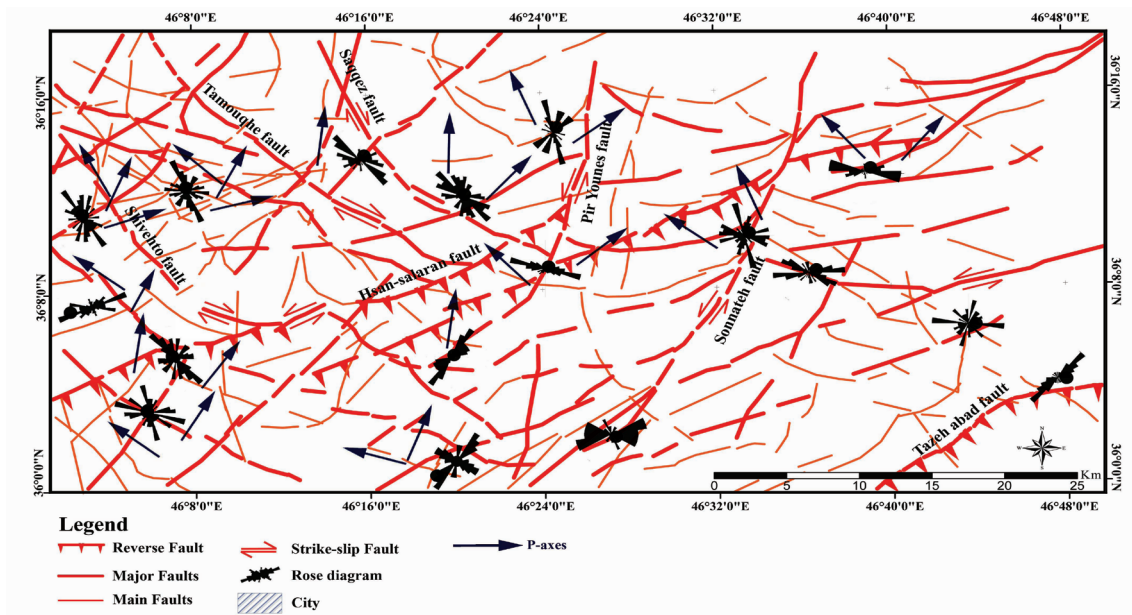 46°8'0"E 46°16'0"E 46°24'0"E 46°32'0"E 46°40'0"E 46°48'0"E
36°16'0"N
36°16'0"N
Saqqez fault
Tamouqhe fault
Pir Younes fault
Shivehto fault
Hsan-salaran fault
36°8'0"N
36°8'0"N
Sonnateh fault
Tazeh abad fault
N
W E
S
36°0'0"N
36°0'0"N
0 5 10 15 20 25 Km
46°8'0"E 46°16'0"E 46°24'0"E 46°32'0"E 46°40'0"E 46°48'0"E
Legend
Reverse Fault Strike-slip Fault P-axes
Major Faults Rose diagram
Main Faults City